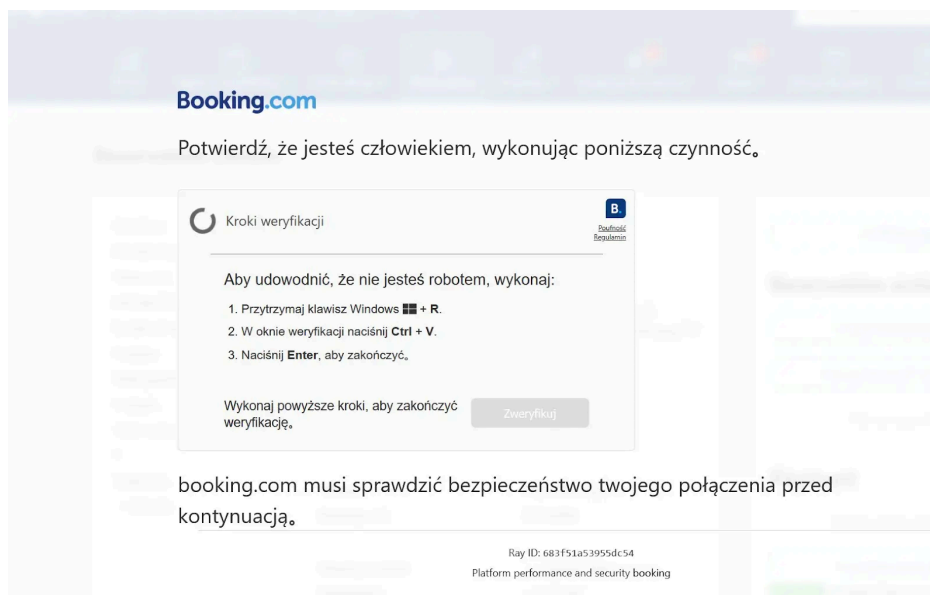 Booking.com
Potwierdź, że jesteś człowiekiem, wykonując poniższą czynność。
Kroki weryfikacji
B.
Poufność
Regulamin
Aby udowodnić, że nie jesteś robotem, wykonaj:
1. Przytrzymaj klawisz Windows + R.
2. W oknie weryfikacji naciśnij Ctrl + V.
3. Naciśnij Enter, aby zakończyć。
Wykonaj powyższe kroki, aby zakończyć
weryfikację。
Zweryfikuj
booking.com musi sprawdzić bezpieczeństwo twojego połączenia przed
kontynuacją。
Ray ID: 683f51a53955dc54
Platform performance and security booking